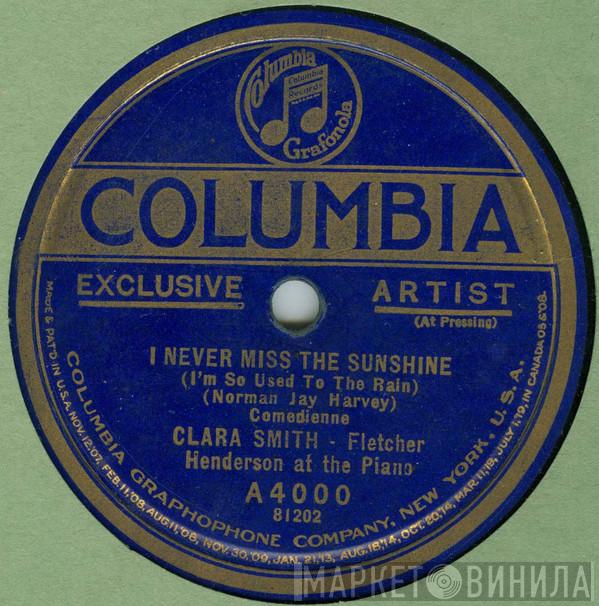 Columbia
Columbia
Records
Grafonola
COLUMBIA
EXCLUSIVE ARTIST
(At Pressing)
I NEVER MISS THE SUNSHINE
(I'm So Used To The Rain)
(Norman Jay Harvey)
Comedienne
CLARA SMITH - Fletcher
Henderson at the Piano
A4000
81202
COLUMBIA GRAPHOPHONE COMPANY, NEW YORK, U.S.A.
MADE & PAT'D IN U.S.A. NOV. 12,'07, FEB. 11,'08, AUG. 11,'08, NOV. 30,'09, JAN. 21,'13, AUG. 18,'14, OCT. 20,'14, MAR. 11,'18, JULY 1,'19, IN CANADA '05 & '08.
МАРКЕТ ВИНИЛА